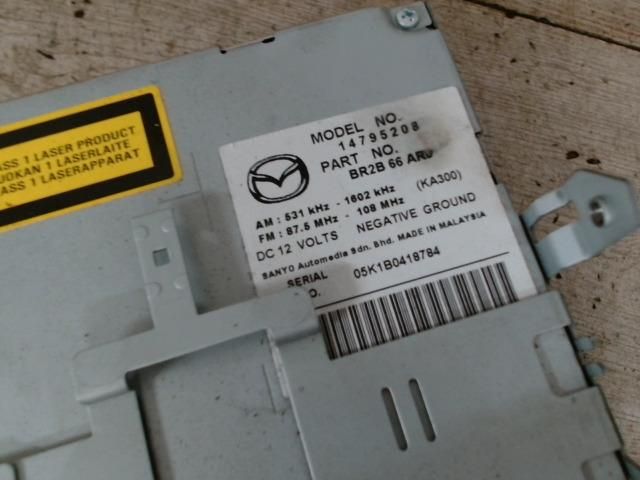 ASS 1 LASER PRODUCT
UOKAN 1 LASERLAITE
ASS 1 LASERAPPARAT
MODEL NO.
14795208
PART NO.
BR2B 66 AR0
AM : 531 kHz - 1602 kHz (KA300)
FM : 87.5 MHz - 108 MHz
DC 12 VOLTS NEGATIVE GROUND
SANYO Automedia Sdn. Bhd. MADE IN MALAYSIA
SERIAL
NO. 05K1B0418784